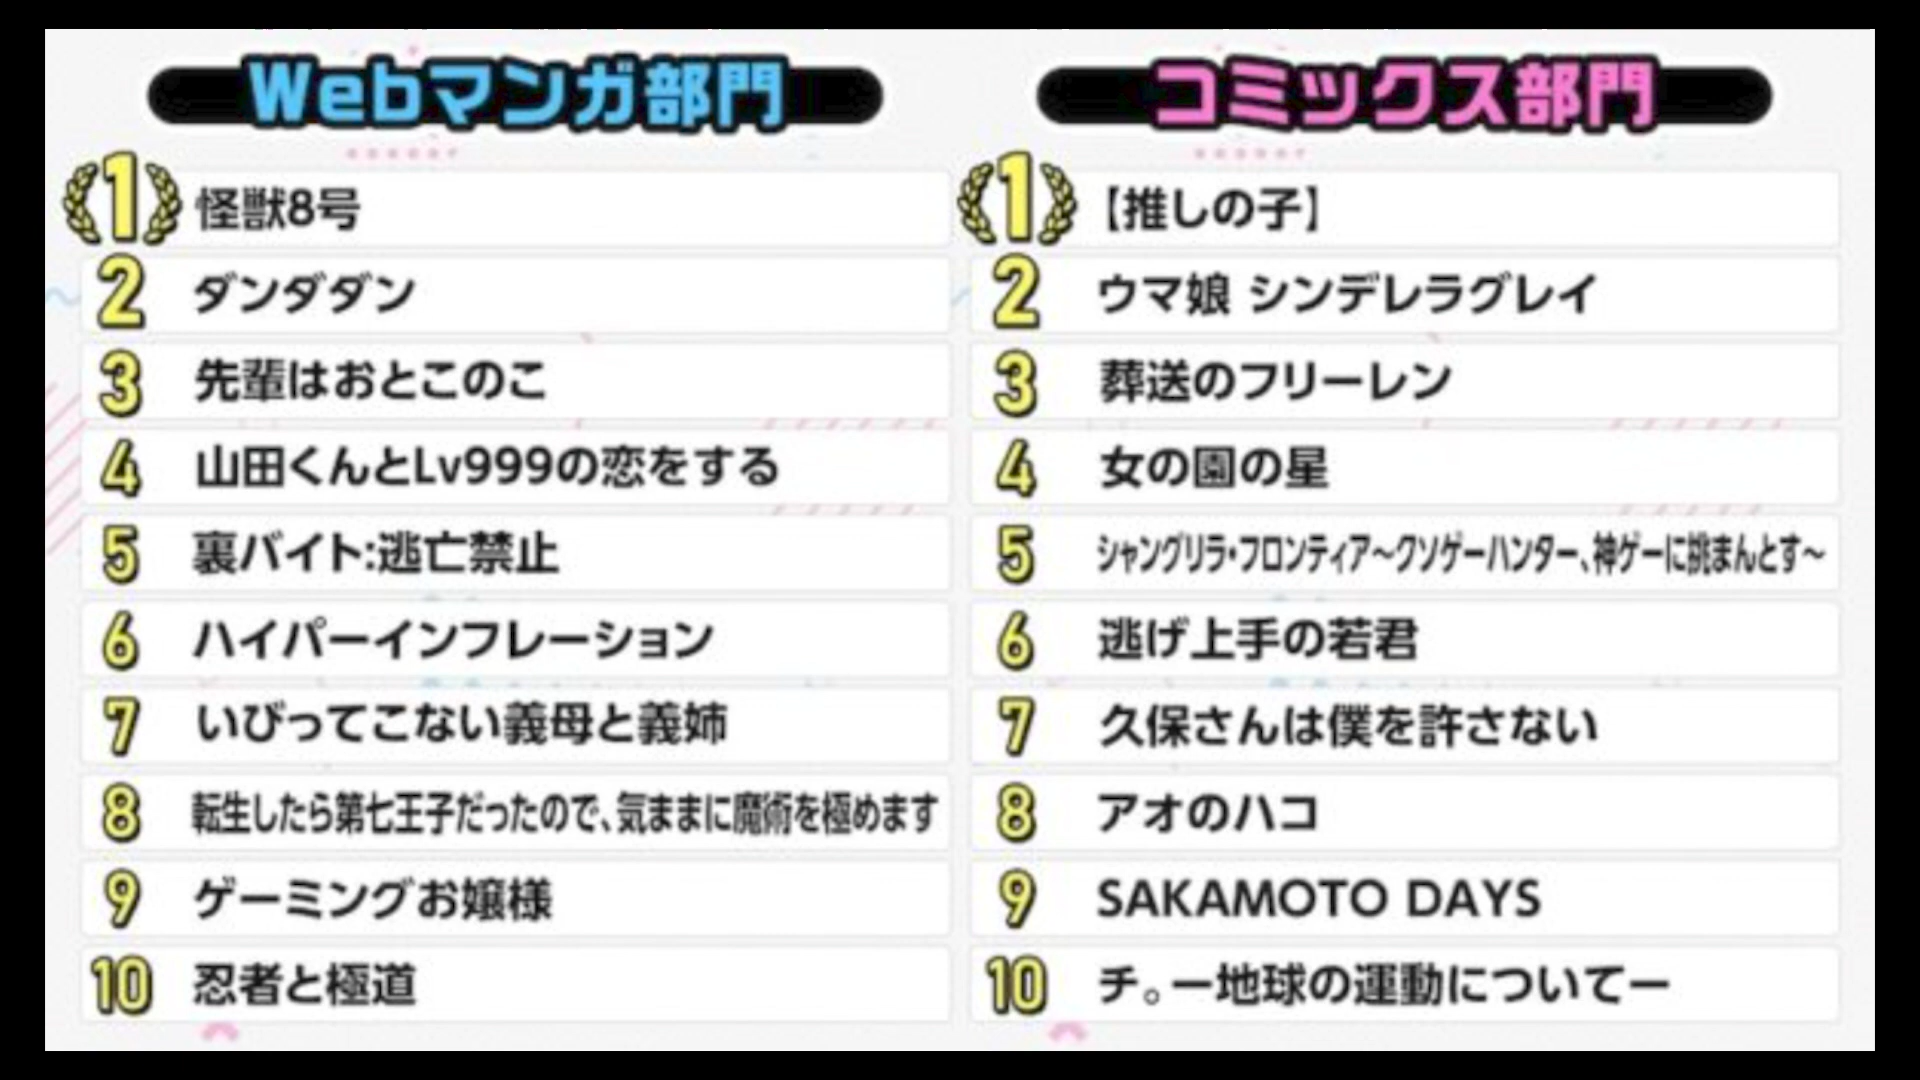 Webマンガ部門
1 怪獣8号
2 ダンダダン
3 先輩はおとこのこ
4 山田くんとLv999の恋をする
5 裏バイト:逃亡禁止
6 ハイパーインフレーション
7 いびってこない義母と義姉
8 転生したら第七王子だったので、気ままに魔術を極めます
9 ゲーミングお嬢様
10 忍者と極道
コミックス部門
1 【推しの子】
2 ウマ娘 シンデレラグレイ
3 葬送のフリーレン
4 女の園の星
5 シャングリラ・フロンティア～クソゲーハンター、神ゲーに挑まんとす～
6 逃げ上手の若君
7 久保さんは僕を許さない
8 アオのハコ
9 SAKAMOTO DAYS
10 チ。ー地球の運動についてー